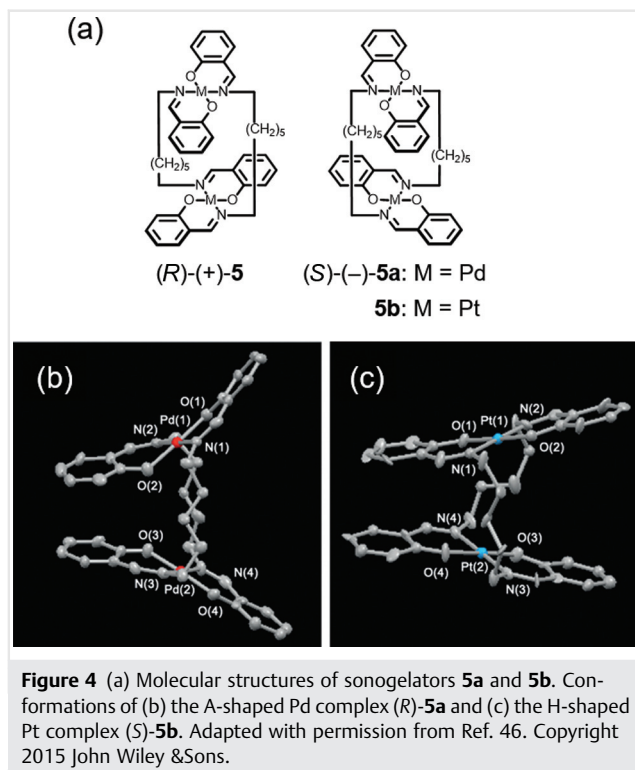 (a)
O
N M N
O
(CH₂)₅
(CH₂)₅
N
O M O
N
O
N M N
O
(CH₂)₅
(CH₂)₅
N
O M O
N
(R)-(+)-5 (S)-(–)-5a: M = Pd
5b: M = Pt
(b)
O(1)
Pd(1)
N(2)
N(1)
O(2)
O(3)
N(4)
N(3)
Pd(2)
O(4)
(c)
N(2)
Pt(1)
O(1)
O(2)
N(1)
N(4)
O(3)
O(4)
Pt(2)
N(3)
Figure 4 (a) Molecular structures of sonogelators 5a and 5b. Con-
formations of (b) the A-shaped Pd complex (R)-5a and (c) the H-shaped
Pt complex (S)-5b. Adapted with permission from Ref. 46. Copyright
2015 John Wiley &Sons.